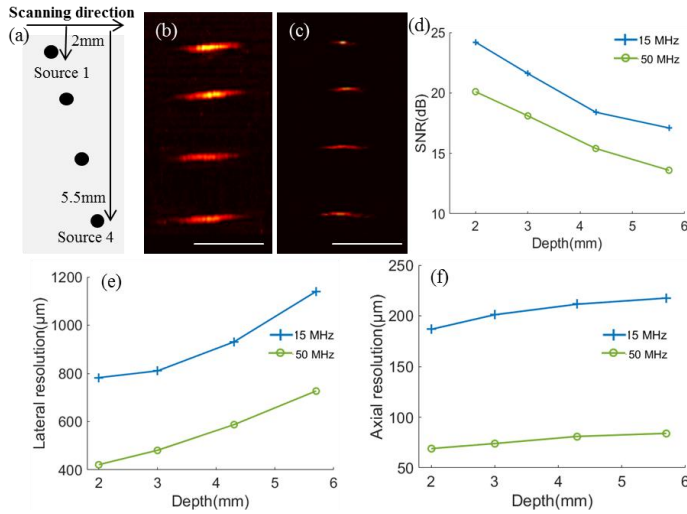 Scanning direction
(a)
2mm
Source 1
5.5mm
Source 4
(b)
(c)
(d)
25
20
15
10
SNR(dB)
15 MHz
50 MHz
2
3
4
5
6
Depth(mm)
(e)
1200
1000
800
600
400
Lateral resolution(μm)
15 MHz
50 MHz
2
3
4
5
6
Depth(mm)
(f)
250
200
150
100
50
Axial resolution(μm)
15 MHz
50 MHz
2
3
4
5
6
Depth(mm)